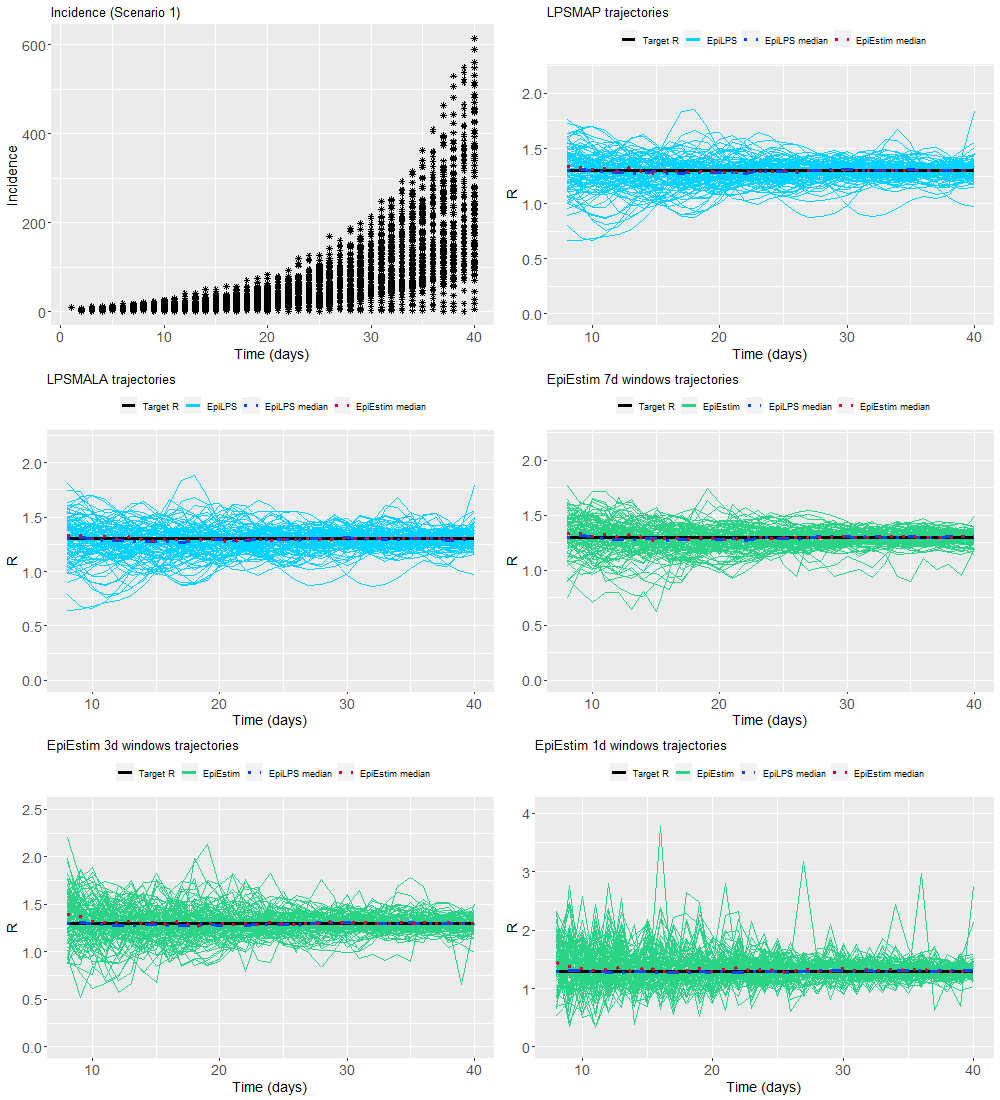 Incidence (Scenario 1)
Incidence
600
400
200
0
0 10 20 30 40
Time (days)
LPSMAP trajectories
Target R EpiLPS EpiLPS median EpiEstim median
R
2.0
1.5
1.0
0.5
0.0
10 20 30 40
Time (days)
LPSMALA trajectories
Target R EpiLPS EpiLPS median EpiEstim median
R
2.0
1.5
1.0
0.5
0.0
10 20 30 40
Time (days)
EpiEstim 7d windows trajectories
Target R EpiEstim EpiLPS median EpiEstim median
R
2.0
1.5
1.0
0.5
0.0
10 20 30 40
Time (days)
EpiEstim 3d windows trajectories
Target R EpiEstim EpiLPS median EpiEstim median
R
2.5
2.0
1.5
1.0
0.5
0.0
10 20 30 40
Time (days)
EpiEstim 1d windows trajectories
Target R EpiEstim EpiLPS median EpiEstim median
R
4
3
2
1
0
10 20 30 40
Time (days)